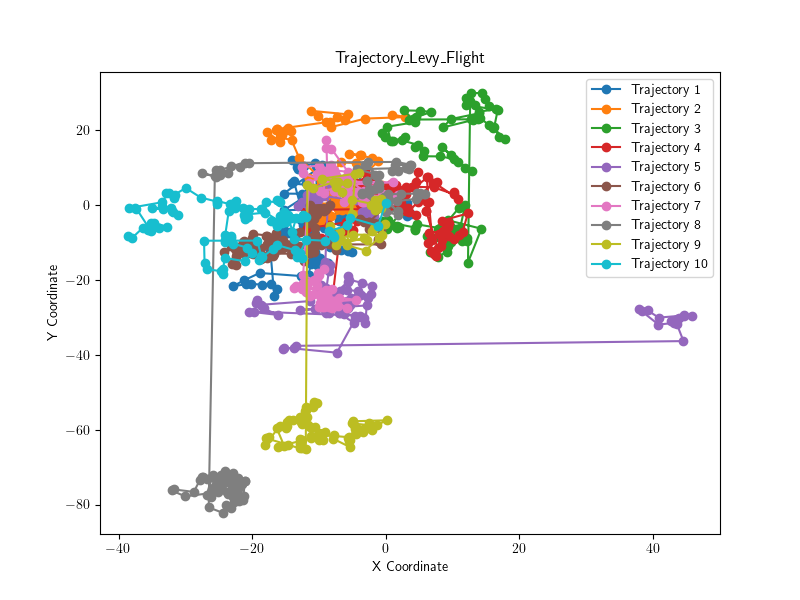 Trajectory_Levy_Flight
Y Coordinate
20
0
−20
−40
−60
−80
−40
−20
0
20
40
X Coordinate
Trajectory 1
Trajectory 2
Trajectory 3
Trajectory 4
Trajectory 5
Trajectory 6
Trajectory 7
Trajectory 8
Trajectory 9
Trajectory 10